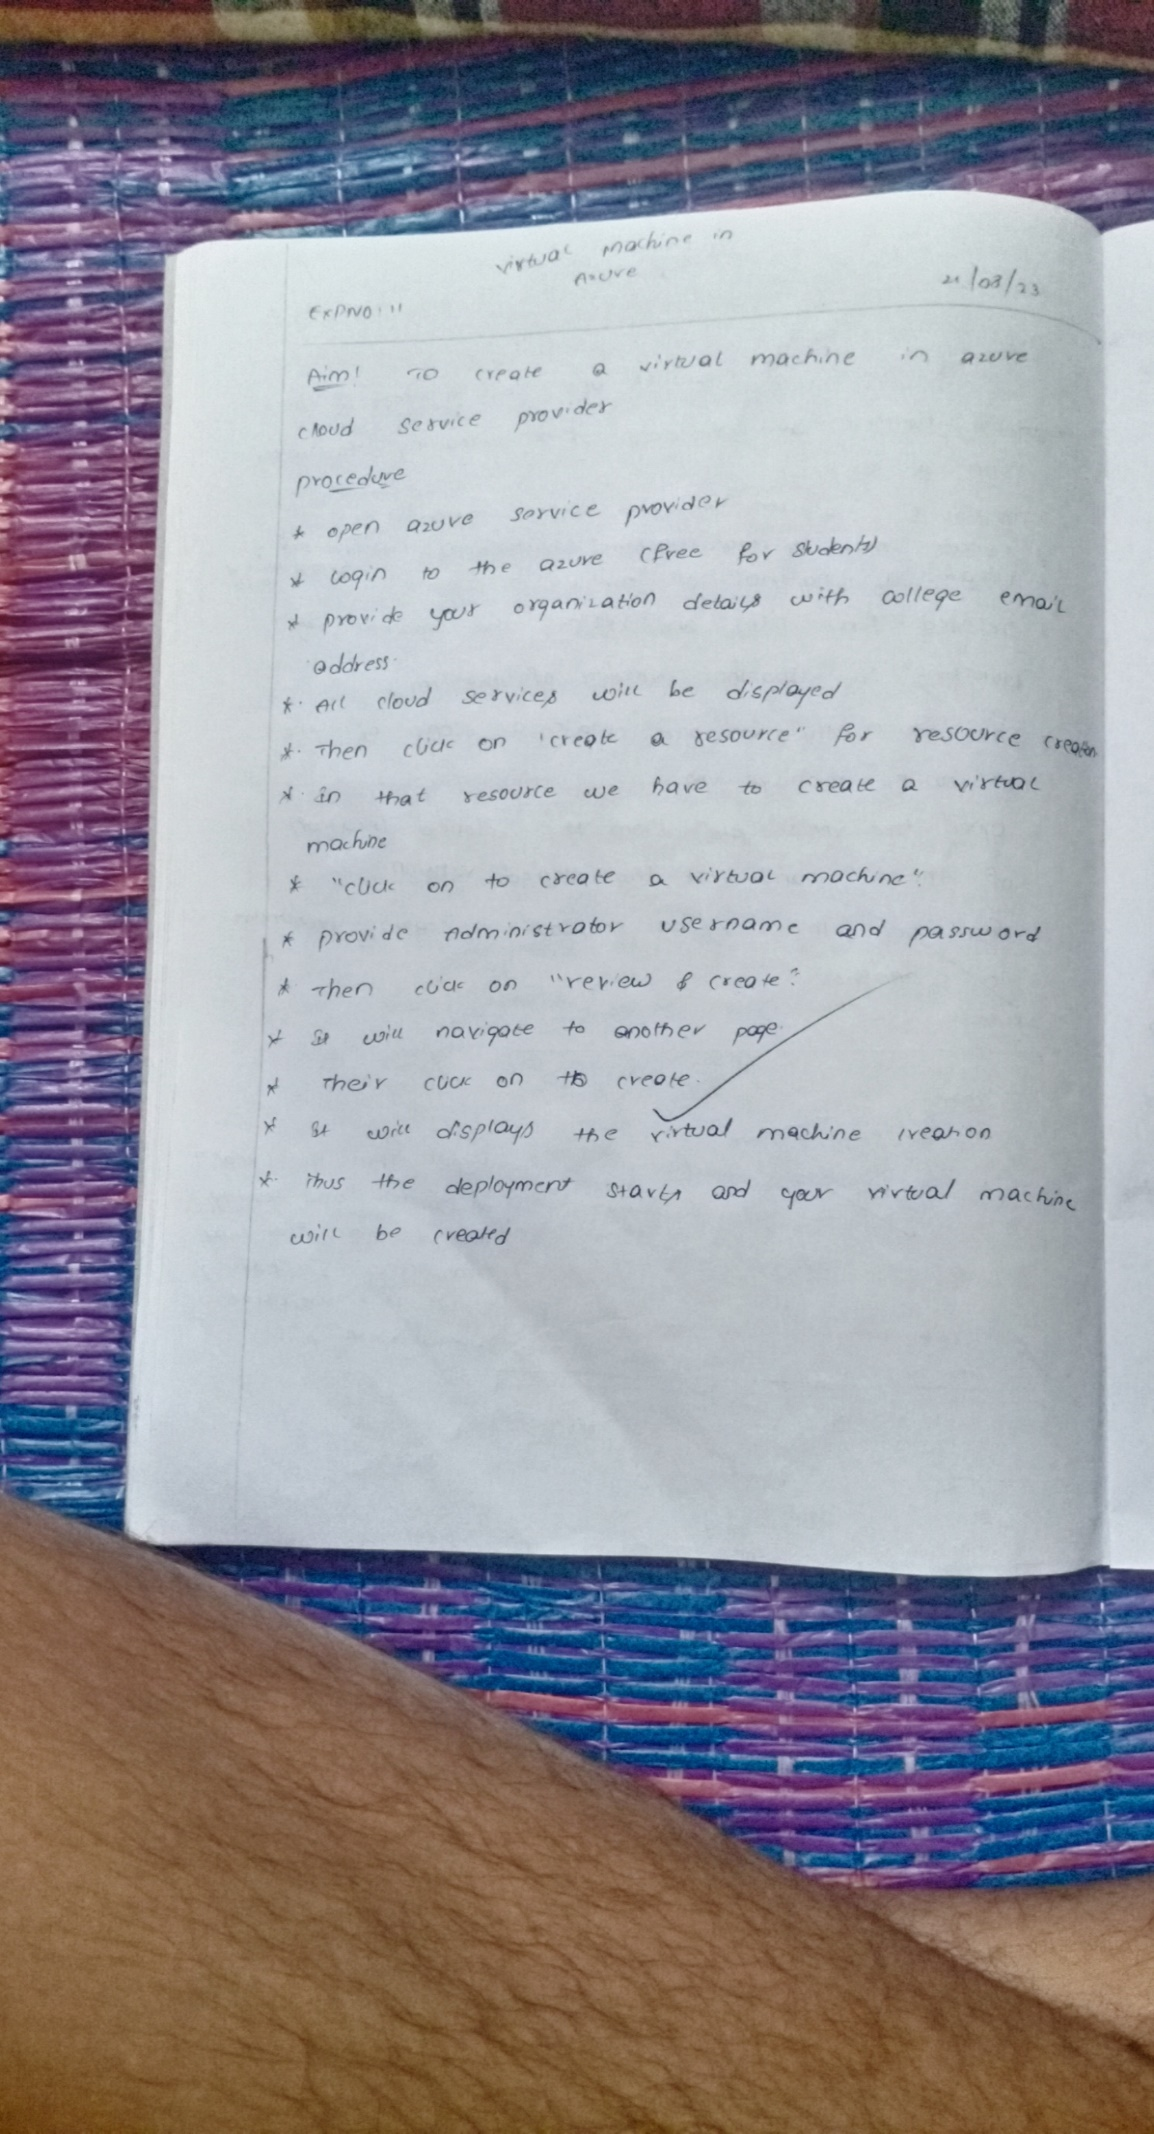 virtual machine in
Azure
EXPNO: 11
21/03/23
Aim: To create a virtual machine in azure
cloud service provider
procedure
* open azure service provider
* login to the azure (free for students)
* provide your organization details with college email
address.
* All cloud services will be displayed
* Then click on "create a resource" for resource creation
* in that resource we have to create a virtual
machine
* "click on to create a virtual machine".
* provide Administrator username and password
* Then click on "review & create".
* It will navigate to another page.
* Their click on to create.
* It will displays the virtual machine creation
* Thus the deployment starts and your virtual machine
will be created